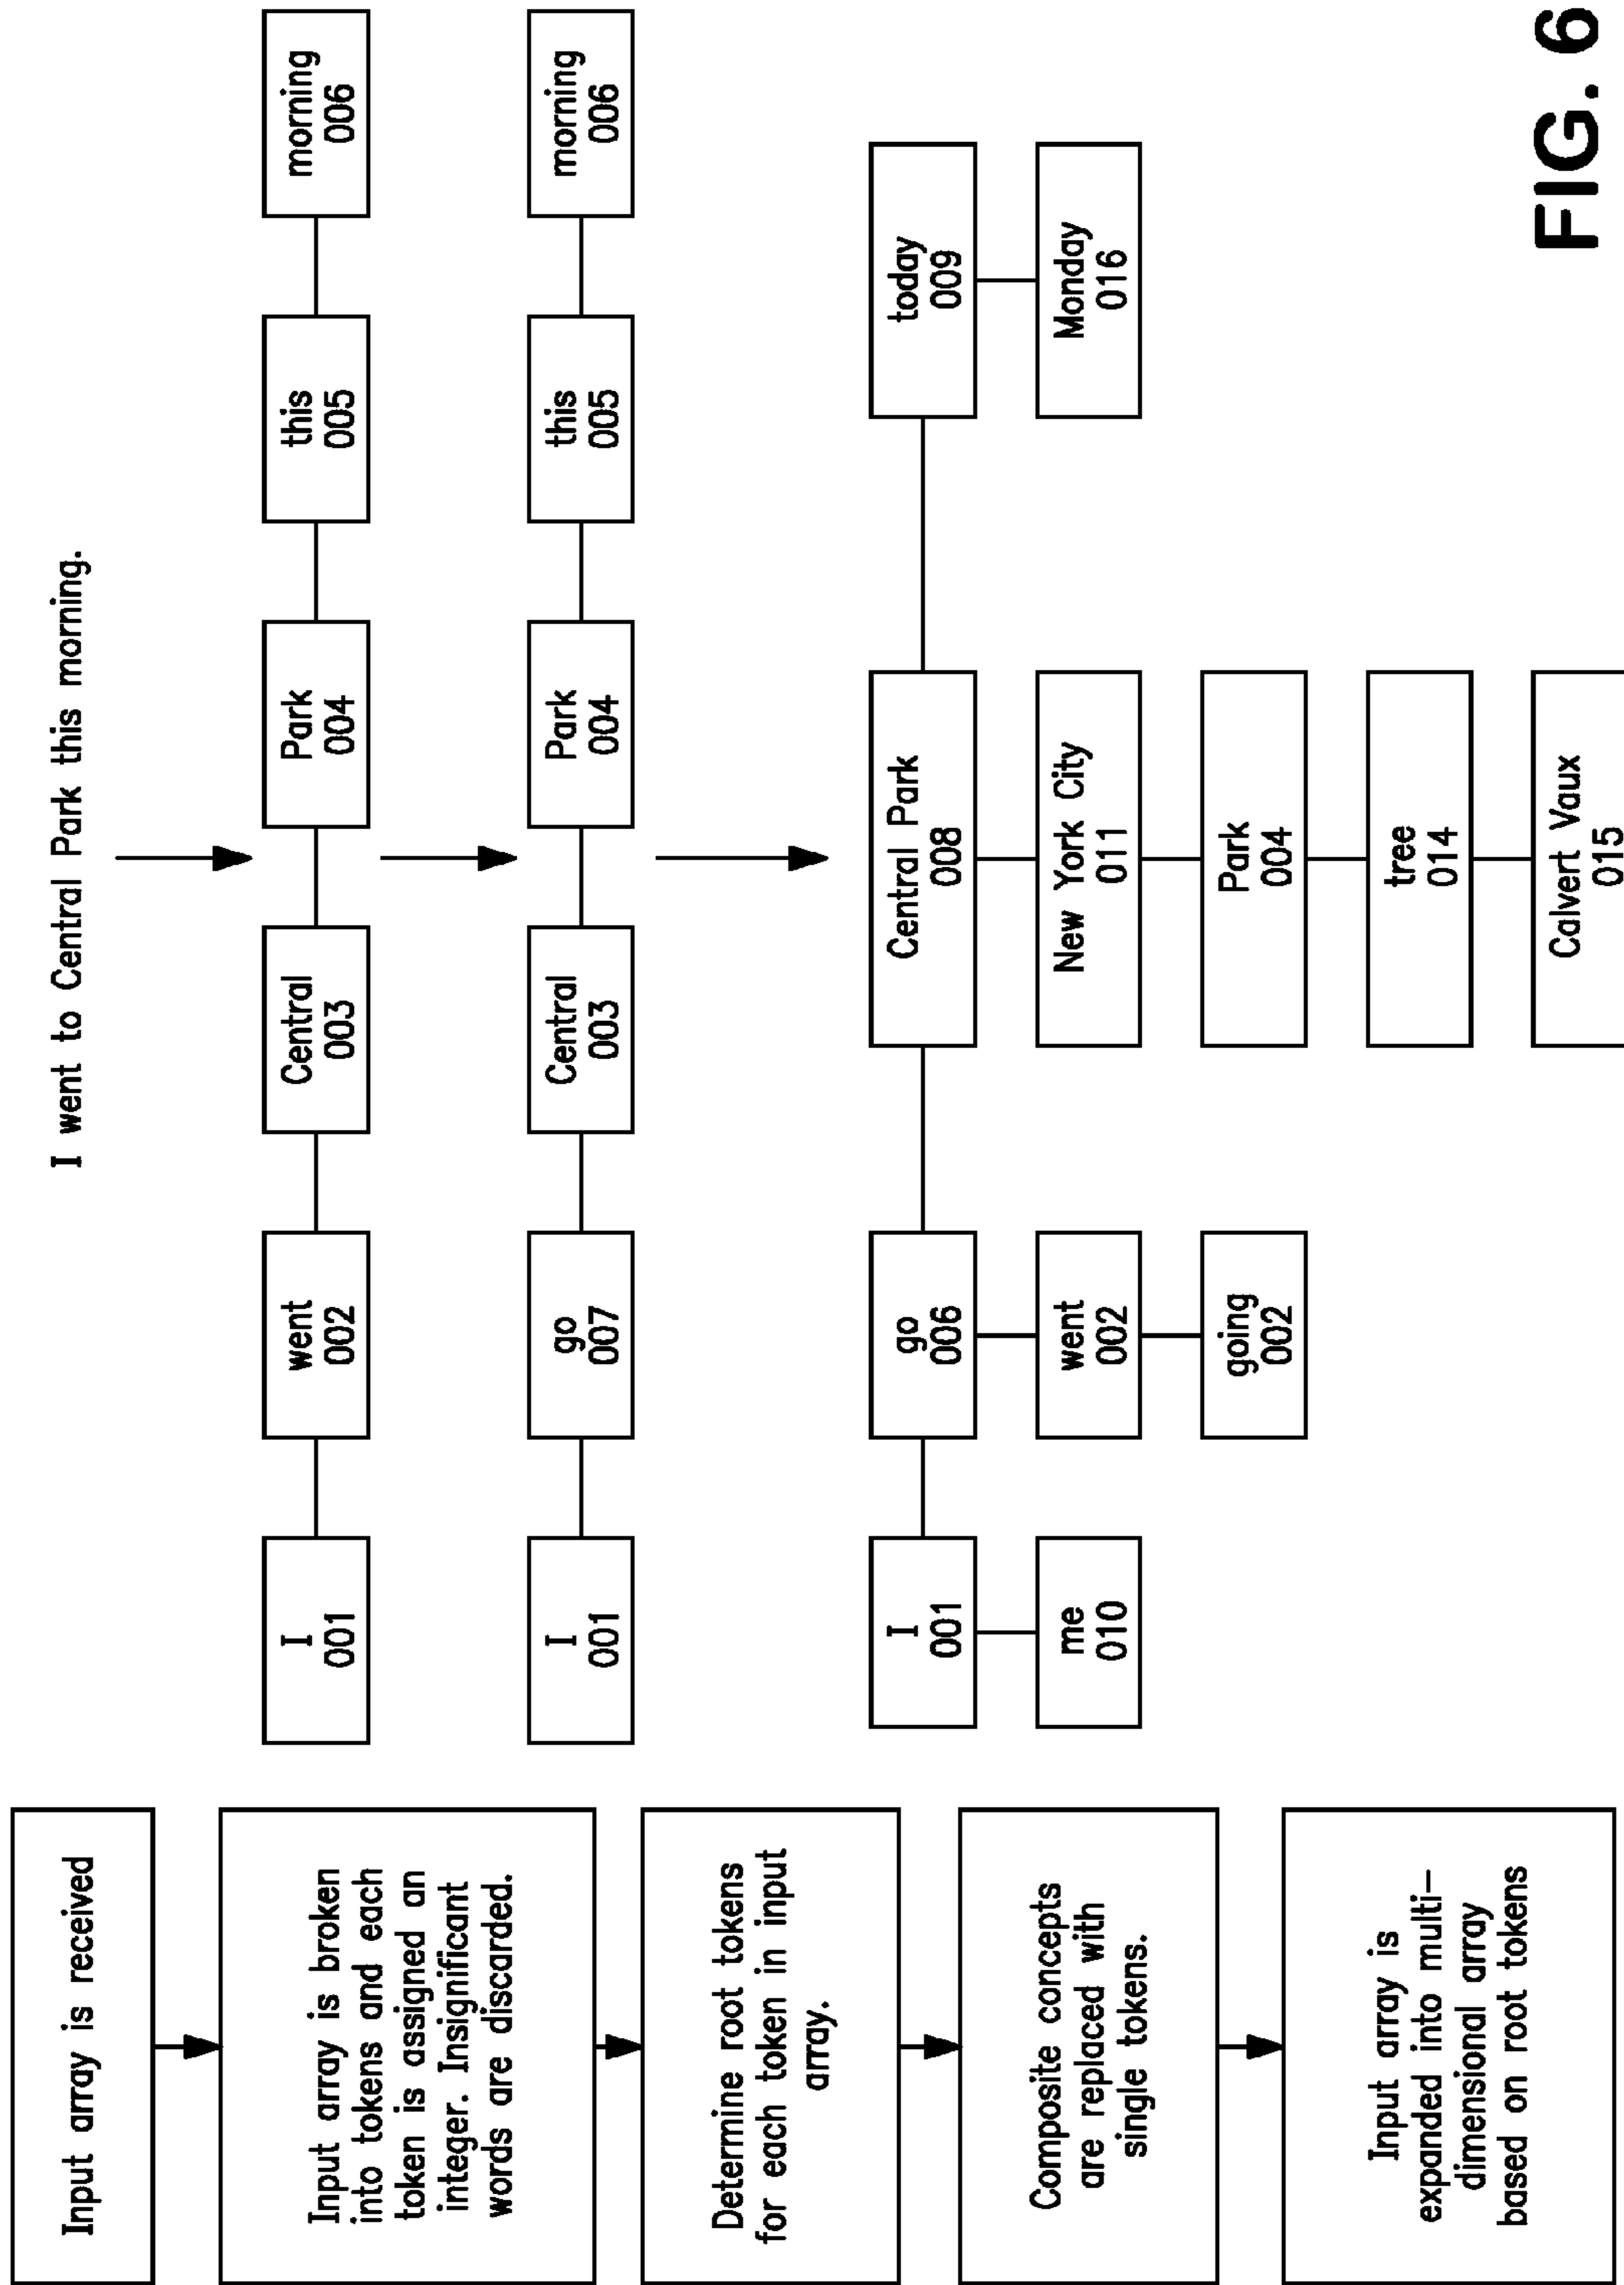 I went to Central Park this morning.
Input array is received
Input array is broken
into tokens and each
token is assigned an
integer. Insignificant
words are discarded.
Determine root tokens
for each token in input
array.
Composite concepts
are replaced with
single tokens.
Input array is
expanded into multi-
dimensional array
based on root tokens
I
001
went
002
Central
003
Park
004
this
005
morning
006
I
001
go
007
Central
003
Park
004
this
005
morning
006
I
001
go
006
Central Park
008
today
009
me
010
went
002
New York City
011
Monday
016
going
002
Park
004
tree
014
Calvert Vaux
015
FIG. 6